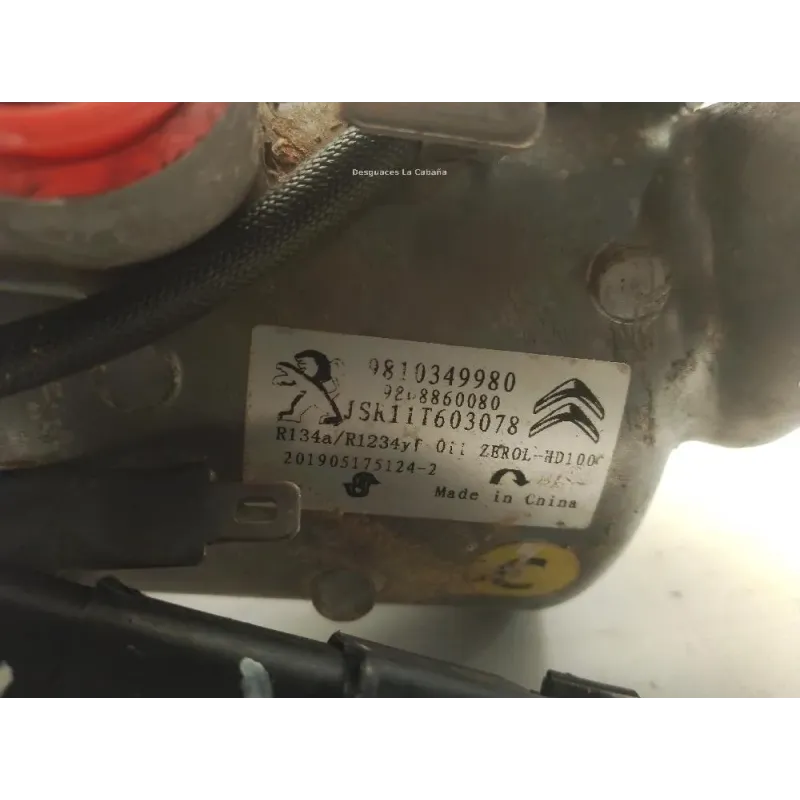 Desguaces La Cabaña
9810349980
JSK11T603078
R134a/R1234yf Oil ZEROL-HD100
201905175124-2
Made in China